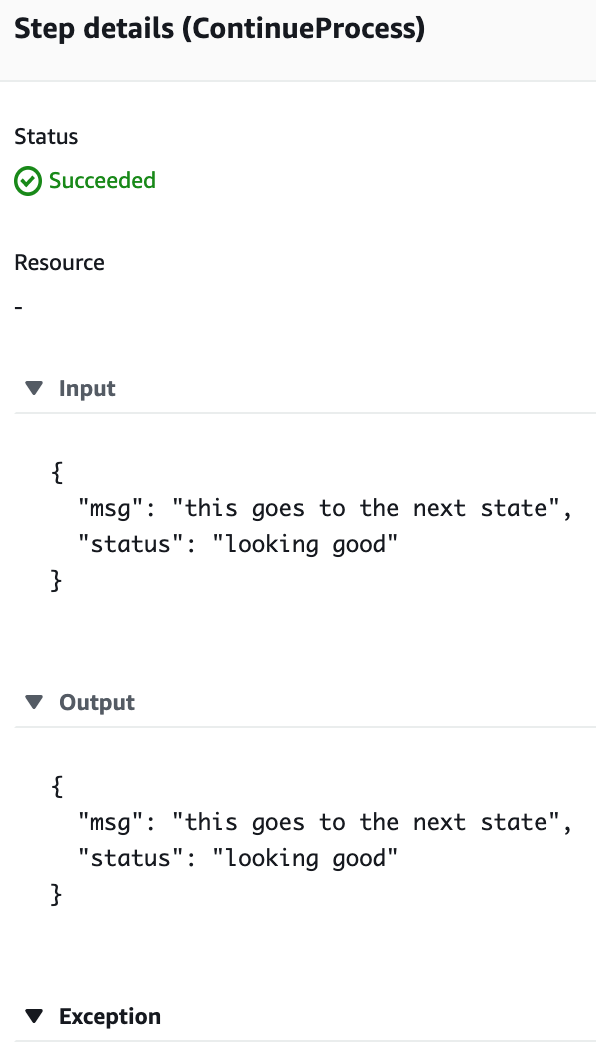 Step details (ContinueProcess)
Status
Succeeded
Resource
-
Input
{
  "msg": "this goes to the next state",
  "status": "looking good"
}
Output
{
  "msg": "this goes to the next state",
  "status": "looking good"
}
Exception